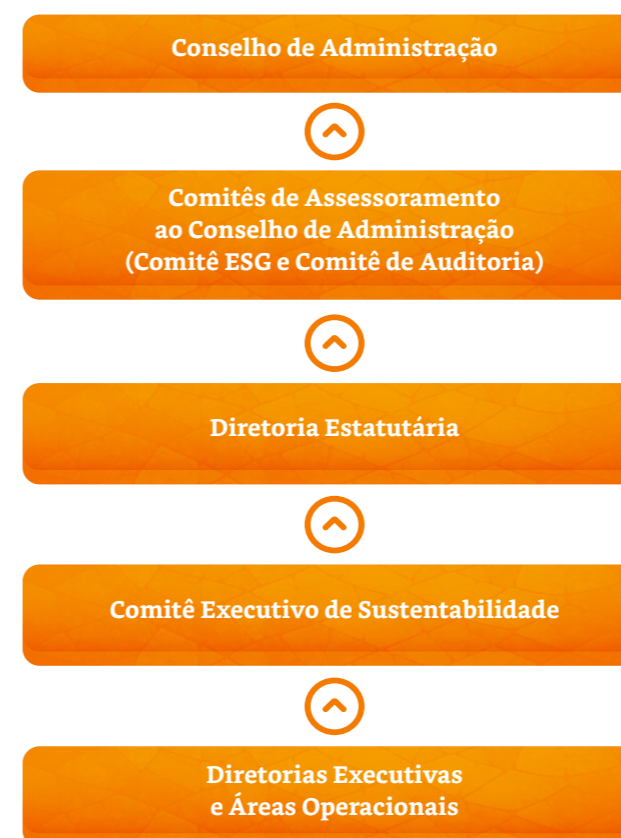 Conselho de Administração
Comitês de Assessoramento
ao Conselho de Administração
(Comitê ESG e Comitê de Auditoria)
Diretoria Estatutária
Comitê Executivo de Sustentabilidade
Diretorias Executivas
e Áreas Operacionais